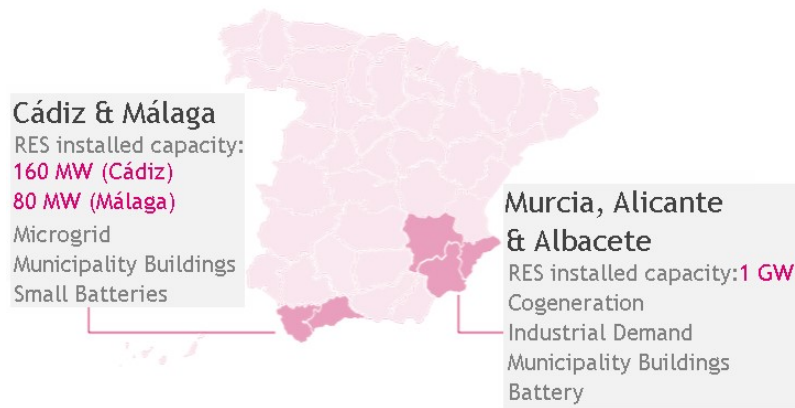 Cádiz & Málaga
RES installed capacity:
160 MW (Cádiz)
80 MW (Málaga)
Microgrid
Municipality Buildings
Small Batteries
Murcia, Alicante
& Albacete
RES installed capacity:1 GW
Cogeneration
Industrial Demand
Municipality Buildings
Battery